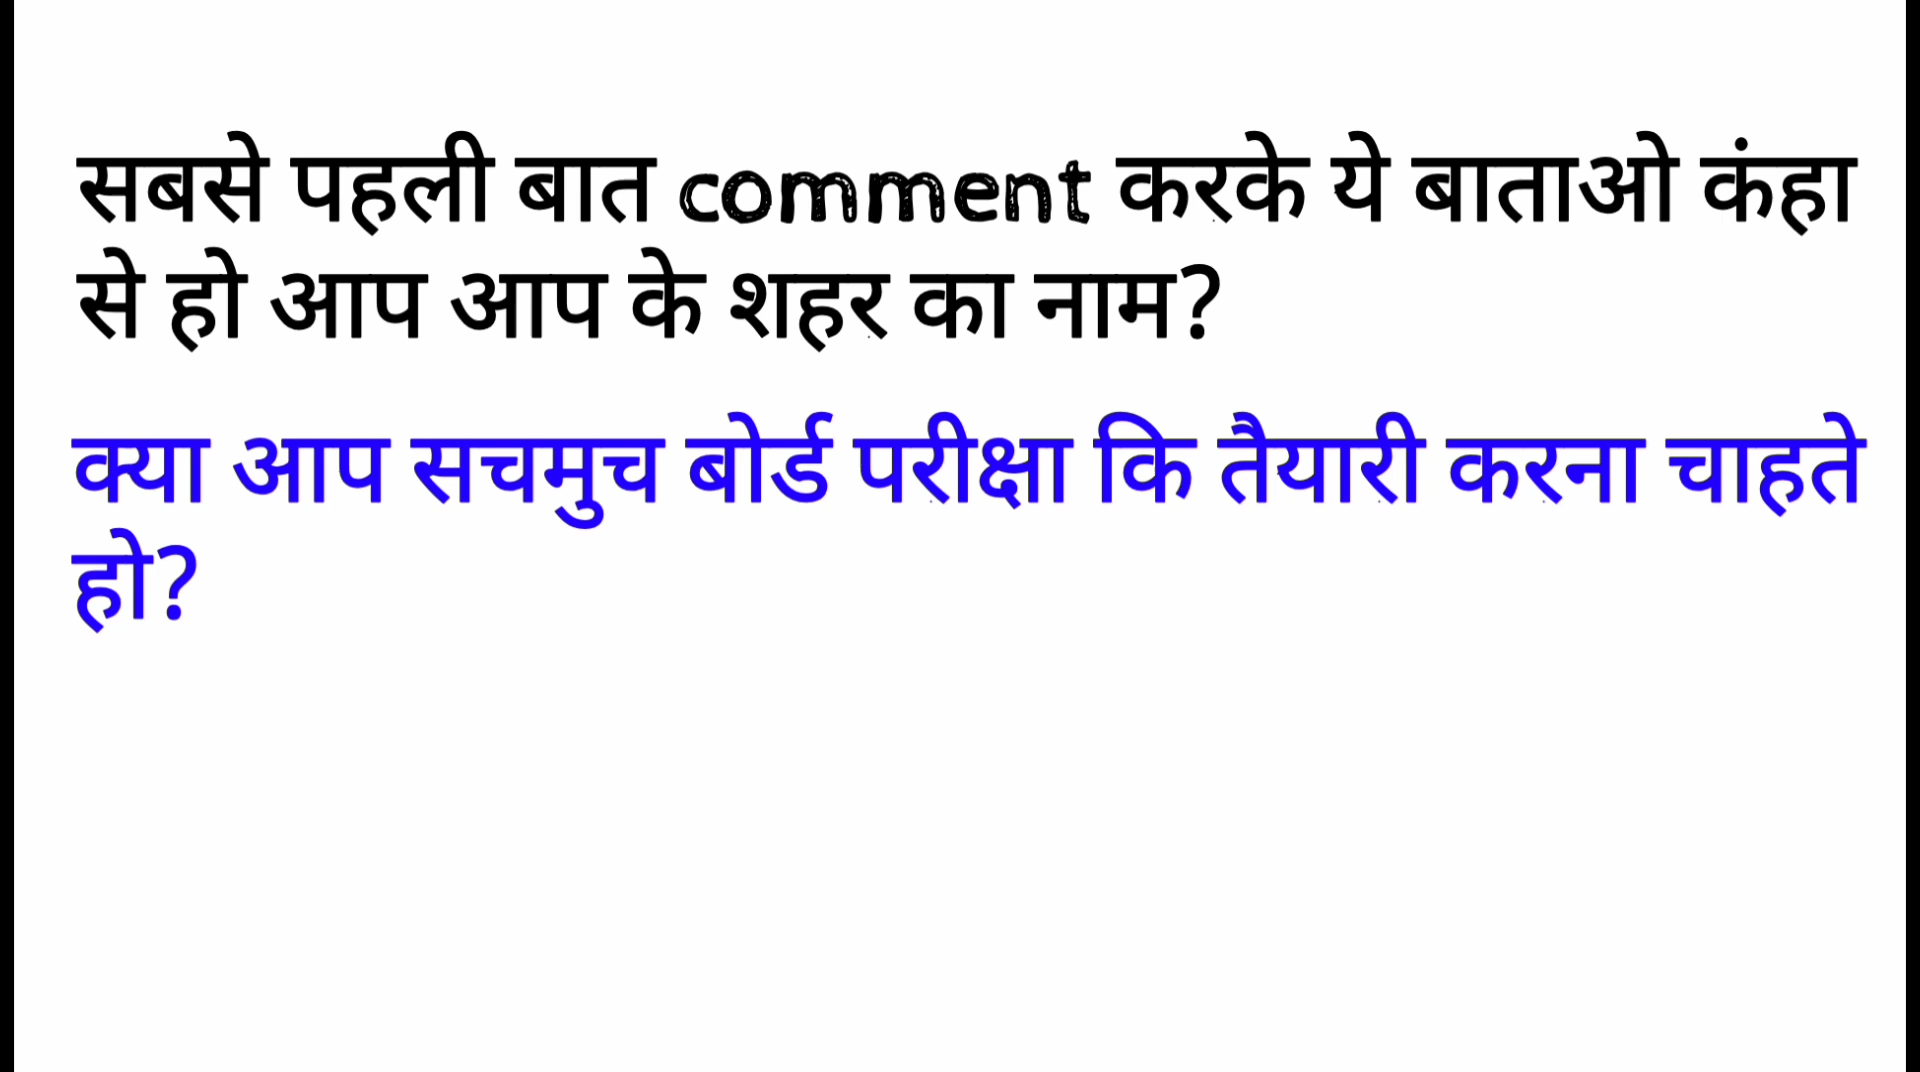 सबसे पहली बात comment करके ये बाताओ कंहा
से हो आप आप के शहर का नाम?
क्या आप सचमुच बोर्ड परीक्षा कि तैयारी करना चाहते
हो?